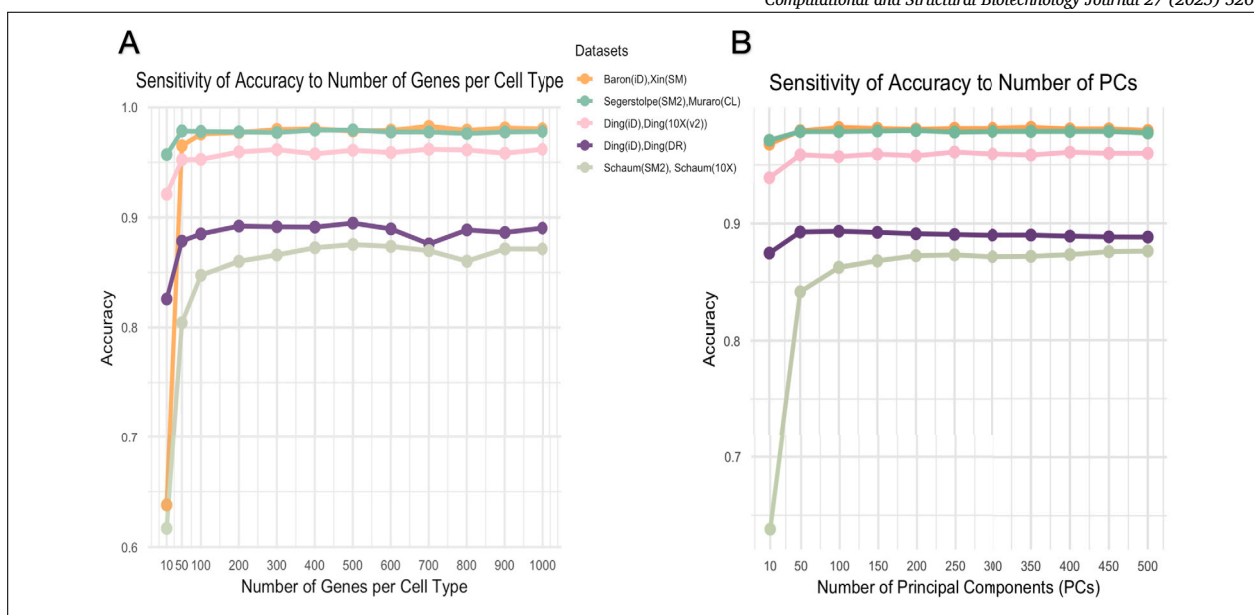 Computational and Structural Biotechnology Journal 27 (2025) 326
A
B
Datasets
Baron(iD),Xin(SM)
Segerstolpe(SM2),Muraro(CL)
Ding(iD),Ding(10X(v2))
Ding(iD),Ding(DR)
Schaum(SM2), Schaum(10X)
Sensitivity of Accuracy to Number of Genes per Cell Type
Accuracy
1.0
0.9
0.8
0.7
0.6
10 50 100 200 300 400 500 600 700 800 900 1000
Number of Genes per Cell Type
Sensitivity of Accuracy to Number of PCs
Accuracy
0.9
0.8
0.7
10 50 100 150 200 250 300 350 400 450 500
Number of Principal Components (PCs)